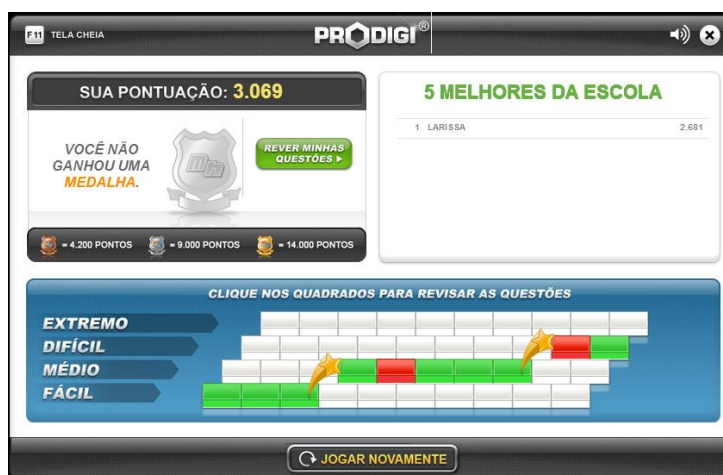 F11 TELA CHEIA
PRODIGI®
SUA PONTUAÇÃO: 3.069
VOCÊ NÃO
GANHOU UMA
MEDALHA.
REVER MINHAS
QUESTÕES
= 4.200 PONTOS = 9.000 PONTOS = 14.000 PONTOS
5 MELHORES DA ESCOLA
1 LARISSA 2.681
CLIQUE NOS QUADRADOS PARA REVISAR AS QUESTÕES
EXTREMO
DIFÍCIL
MÉDIO
FÁCIL
JOGAR NOVAMENTE